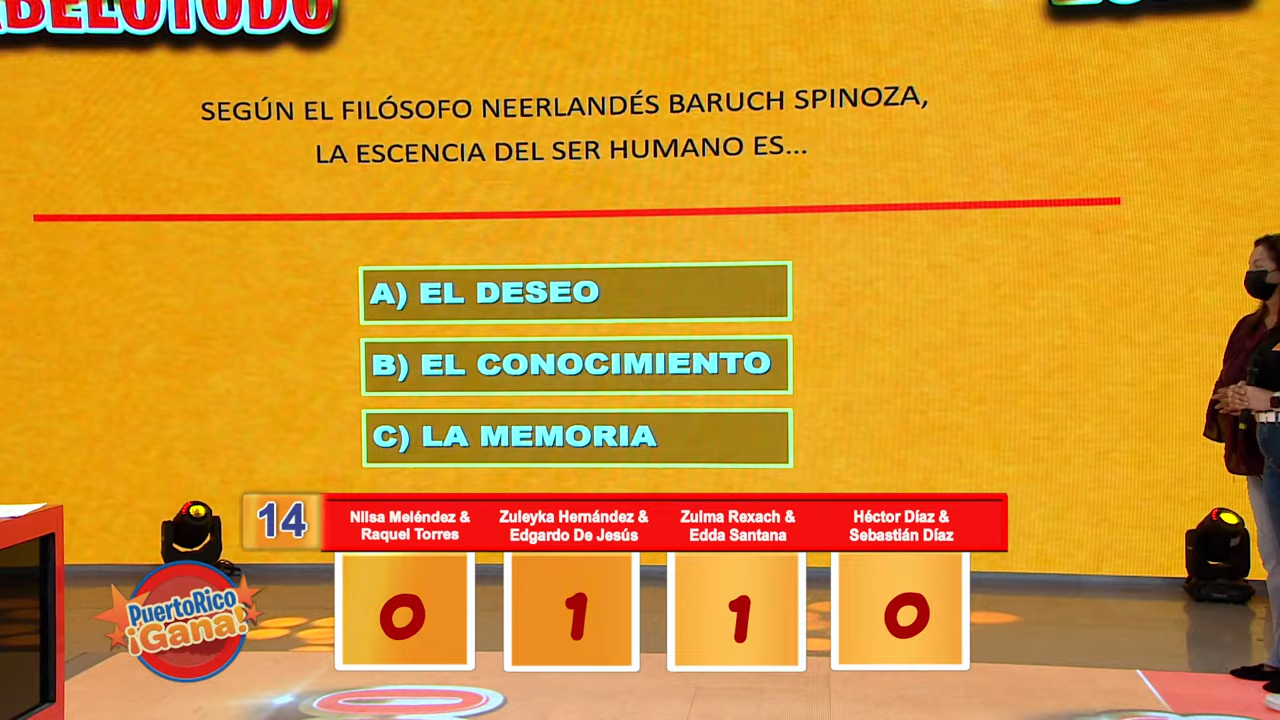 SEGÚN EL FILÓSOFO NEERLANDÉS BARUCH SPINOZA,
LA ESCENCIA DEL SER HUMANO ES...
A) EL DESEO
B) EL CONOCIMIENTO
C) LA MEMORIA
14
Nilsa Meléndez &
Raquel Torres
Zuleyka Hernández &
Edgardo De Jesús
Zulma Rexach &
Edda Santana
Héctor Díaz &
Sebastián Díaz
0 1 1 0
PuertoRico
¡Gana!